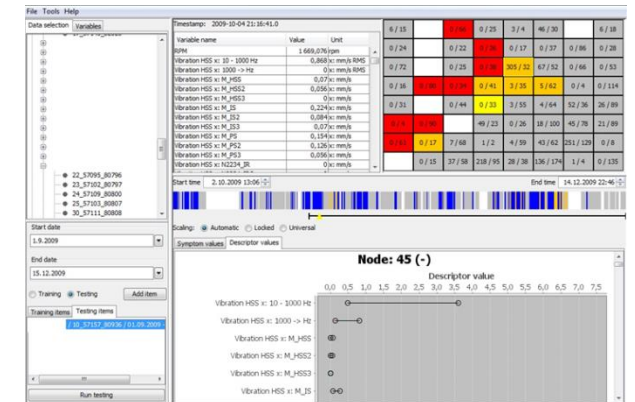 File Tools Help
Data selection Variables
22_57095_80796
23_57102_80797
24_57109_80800
25_57103_80807
30_57111_80808
Start date
1.9.2009
End date
15.12.2009
Training Testing Add item
Training items Testing items
/ 01.09.2009 -
Run testing
Timestamp: 2009-10-04 21:16:41.0
Variable name Value Unit
RPM 1 669,076 rpm
Vibration HSS x: 10 - 1000 Hz 0,868 x: mm/s RMS
Vibration HSS x: 1000 -> Hz 0 x: mm/s RMS
Vibration HSS x: M_HSS 0,07 x: mm/s
Vibration HSS x: M_HSS2 0,056 x: mm/s
Vibration HSS x: M_HSS3 0 x: mm/s
Vibration HSS x: M_IS 0,224 x: mm/s
Vibration HSS x: M_IS2 0,084 x: mm/s
Vibration HSS x: M_IS3 0,07 x: mm/s
Vibration HSS x: M_PS 0,154 x: mm/s
Vibration HSS x: M_PS2 0,126 x: mm/s
Vibration HSS x: M_PS3 0,056 x: mm/s
Vibration HSS x: N2234_IR 0 x: mm/s
6 / 15 0 / 25 3 / 4 46 / 30 6 / 18
0 / 24 0 / 22 0 / 17 0 / 37 0 / 86 0 / 28
0 / 72 0 / 25 305 / 32 67 / 52 0 / 66 0 / 53
0 / 16 0 / 41 3 / 35 5 / 62 0 / 4 0 / 114
0 / 31 0 / 44 0 / 33 3 / 55 4 / 64 52 / 36 26 / 89
49 / 23 0 / 26 18 / 100 45 / 78 21 / 89
0 / 17 7 / 68 1 / 2 4 / 59 43 / 62 251 / 129 0 / 8
0 / 15 37 / 58 218 / 95 28 / 38 136 / 174 1 / 4 0 / 135
Start time 2.10.2009 13:06 End time 14.12.2009 22:46
Scaling: Automatic Locked Universal
Symptom values Descriptor values
Node: 45 (-)
Descriptor value
0,0 0,5 1,0 1,5 2,0 2,5 3,0 3,5 4,0 4,5 5,0 5,5 6,0 6,5 7,0 7,5
Vibration HSS x: 10 - 1000 Hz
Vibration HSS x: 1000 -> Hz
Vibration HSS x: M_HSS
Vibration HSS x: M_HSS2
Vibration HSS x: M_HSS3
Vibration HSS x: M_IS